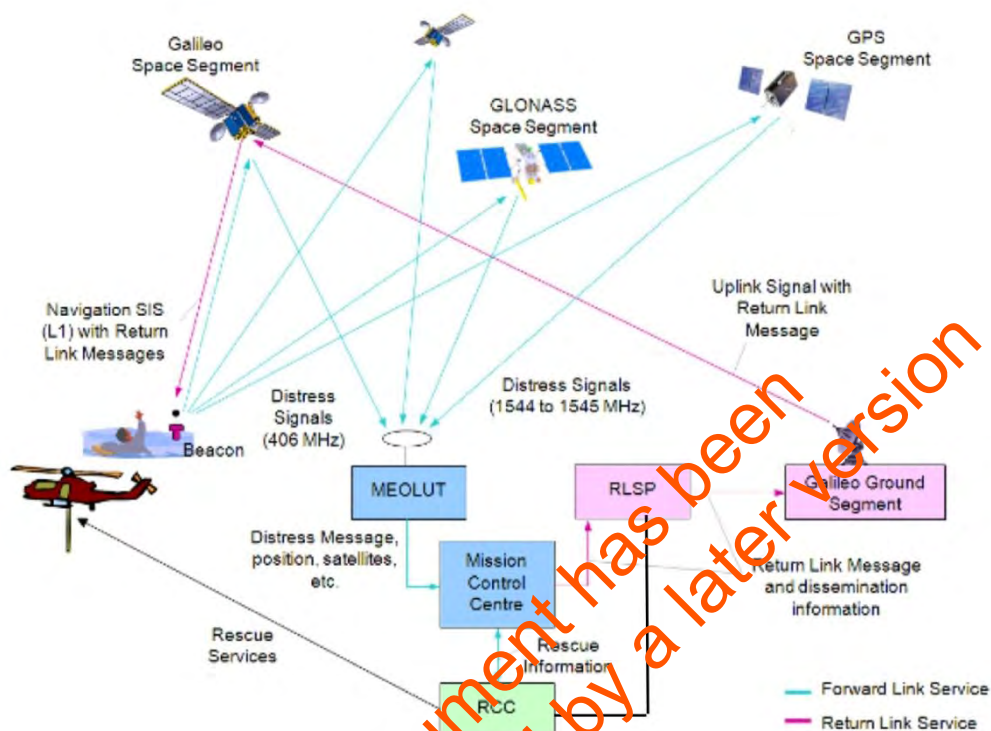 Galileo
Space Segment
GPS
Space Segment
GLONASS
Space Segment
Navigation SIS
(L1) with Return
Link Messages
Uplink Signal with
Return Link
Message
Distress
Signals
(406 MHz)
Distress Signals
(1544 to 1545 MHz)
Beacon
MEOLUT
RLSP
Galileo Ground
Segment
Distress Message,
position, satellites,
etc.
Mission
Control
Centre
Return Link Message
and dissemination
information
Rescue
Services
Rescue
Information
RCC
Forward Link Service
Return Link Service
ument has been
by a later version